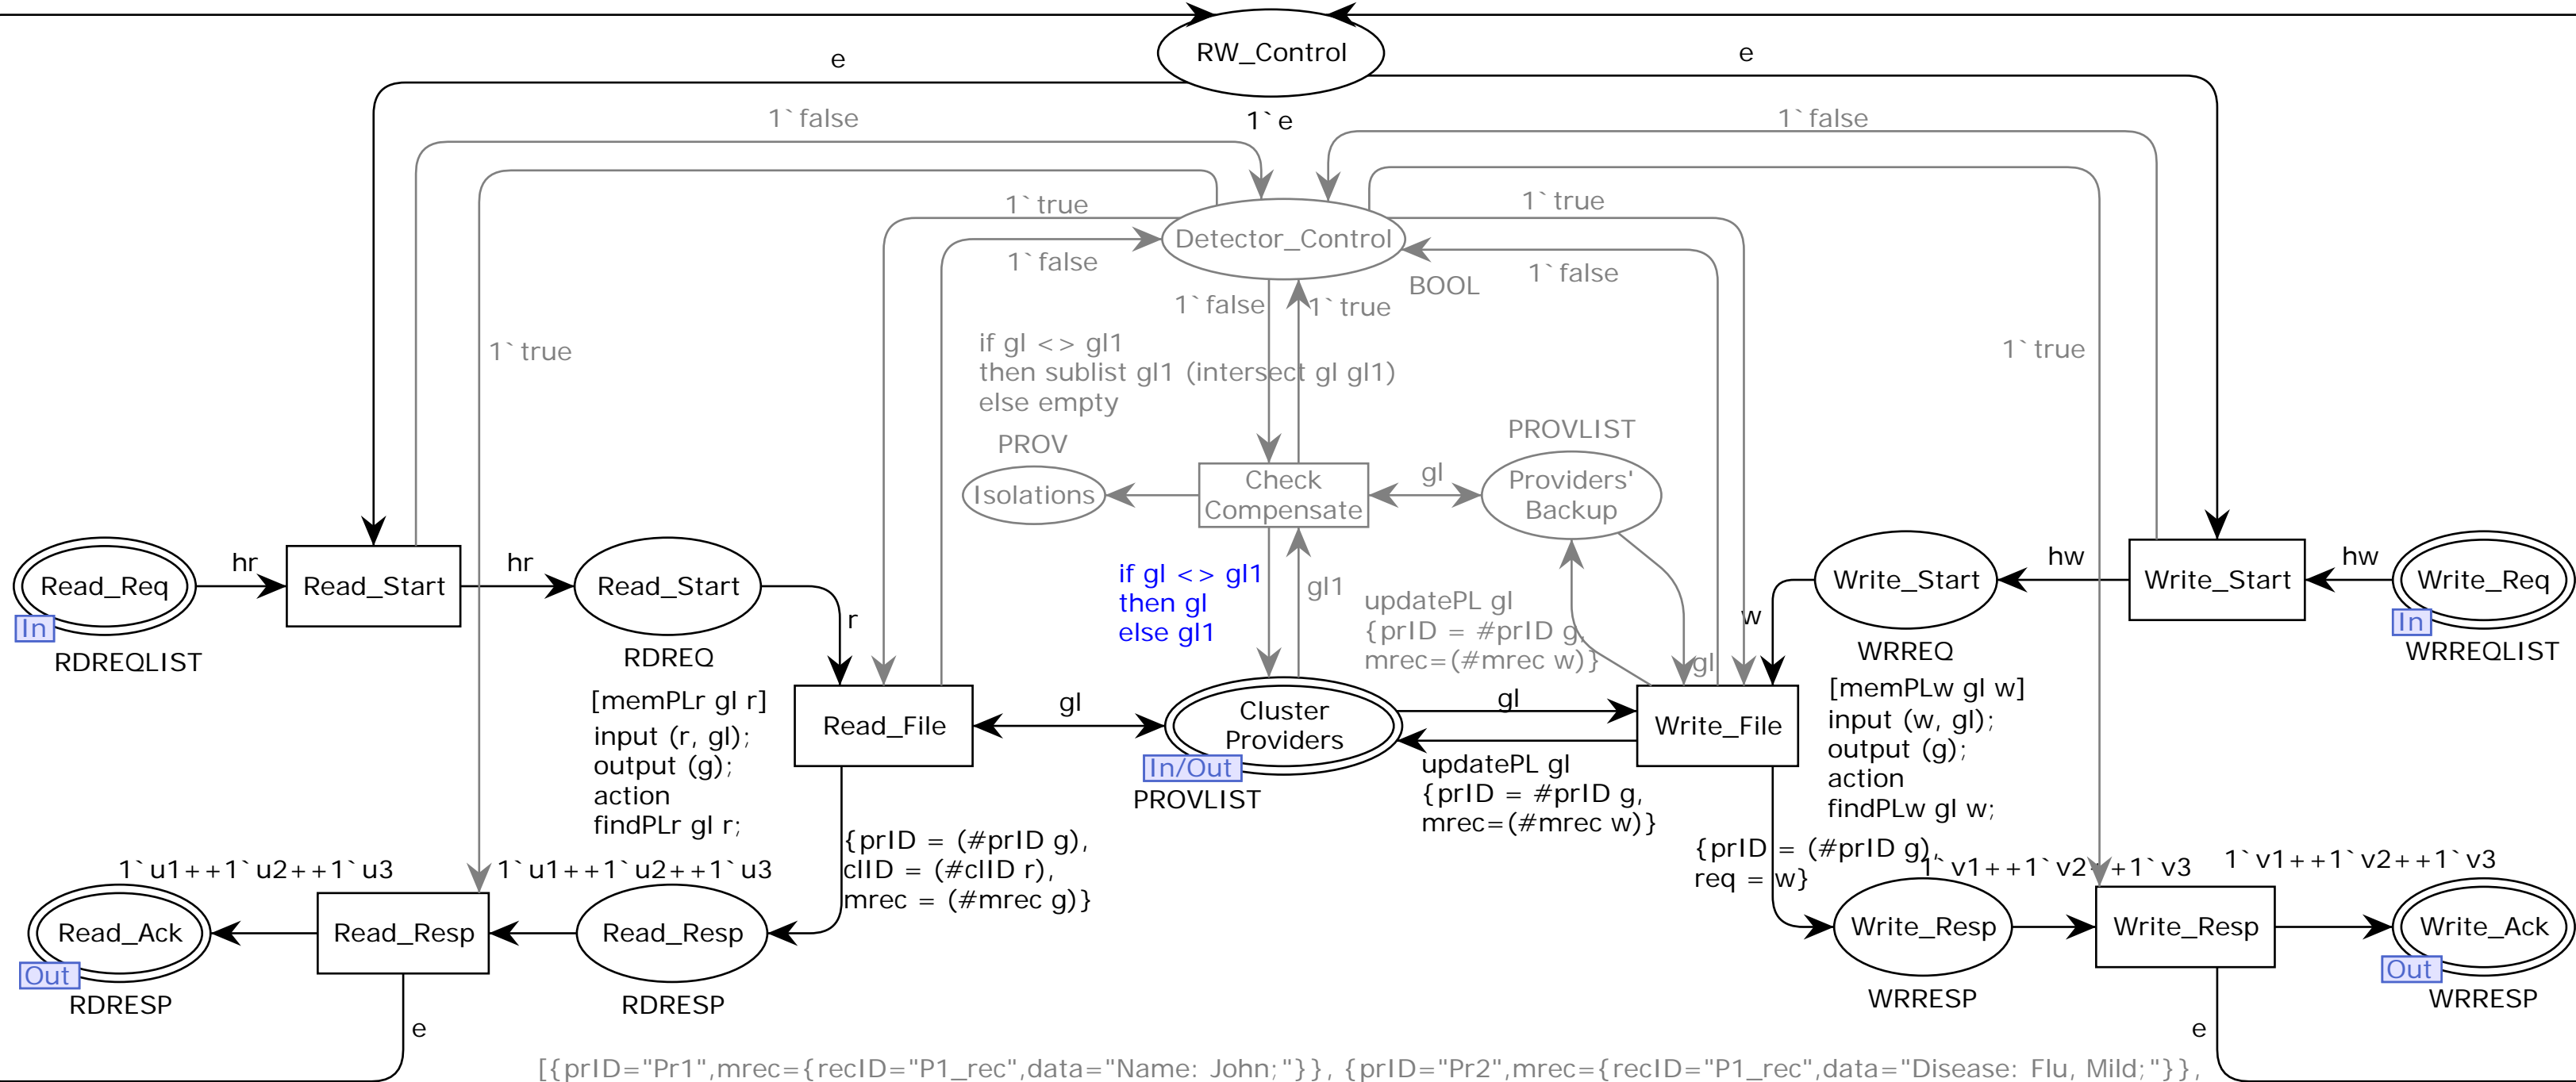 RW_Control
e
e
1`e
1`false
1`false
1`true
1`true
Detector_Control
1`false
1`false
BOOL
1`false
1`true
1`true
1`true
if gl <> gl1
then sublist gl1 (intersect gl gl1)
else empty
PROV
PROVLIST
Isolations
Check
Compensate
gl
Providers'
Backup
Read_Req
In
RDREQLIST
hr
Read_Start
hr
Read_Start
RDREQ
r
if gl <> gl1
then gl
else gl1
gl1
updatePL gl
{prID = #prID g,
mrec=(#mrec w)}
gl
w
Write_Start
WRREQ
hw
Write_Start
hw
Write_Req
In
WRREQLIST
[memPLr gl r]
input (r, gl);
output (g);
action
findPLr gl r;
Read_File
gl
Cluster
Providers
In/Out
PROVLIST
gl
updatePL gl
{prID = #prID g,
mrec=(#mrec w)}
Write_File
[memPLw gl w]
input (w, gl);
output (g);
action
findPLw gl w;
{prID = (#prID g),
clID = (#clID r),
mrec = (#mrec g)}
{prID = (#prID g),
req = w}
1`u1++1`u2++1`u3
1`u1++1`u2++1`u3
1`v1++1`v2++1`v3
1`v1++1`v2++1`v3
Read_Ack
Out
RDRESP
Read_Resp
Read_Resp
RDRESP
Write_Resp
WRRESP
Write_Resp
Write_Ack
Out
WRRESP
e
e
[{prID="Pr1",mrec={recID="P1_rec",data="Name: John;"}}, {prID="Pr2",mrec={recID="P1_rec",data="Disease: Flu, Mild;"}},